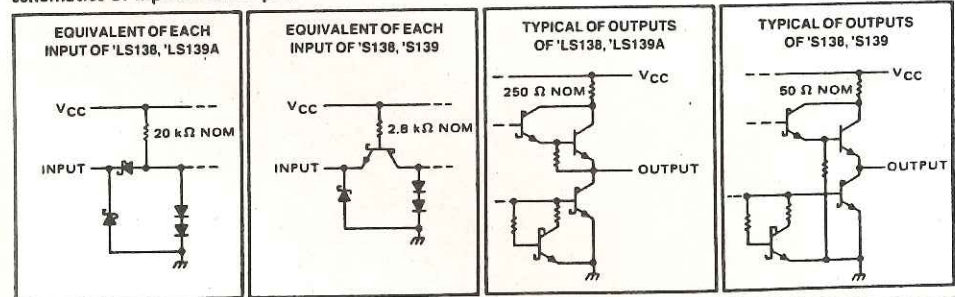 EQUIVALENT OF EACH
INPUT OF 'LS138, 'LS139A
VCC
20 kΩ NOM
INPUT
EQUIVALENT OF EACH
INPUT OF 'S138, 'S139
VCC
2.8 kΩ NOM
INPUT
TYPICAL OF OUTPUTS
OF 'LS138, 'LS139A
VCC
250 Ω NOM
OUTPUT
TYPICAL OF OUTPUTS
OF 'S138, 'S139
VCC
50 Ω NOM
OUTPUT